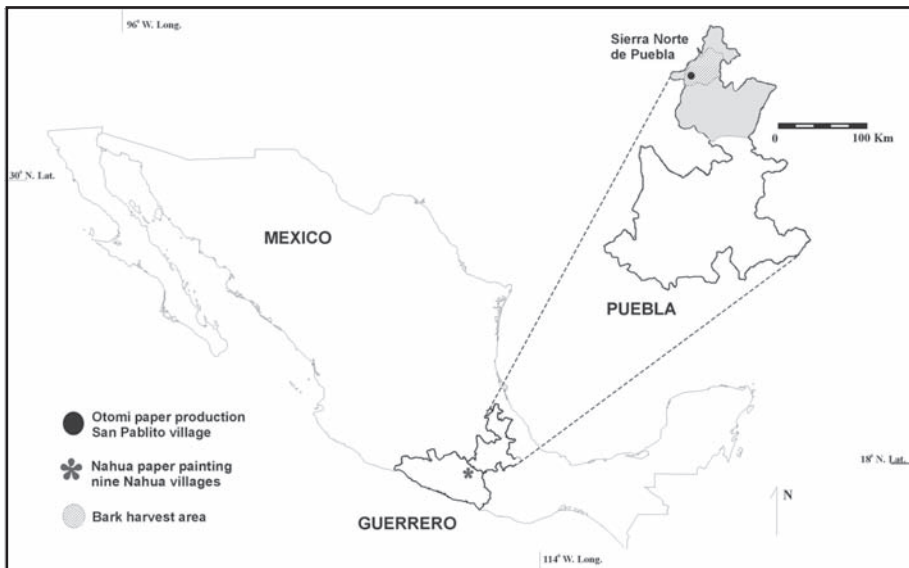 96° W. Long.
Sierra Norte
de Puebla
0 100 Km
30° N. Lat.
MEXICO
PUEBLA
Otomi paper production
San Pablito village
Nahua paper painting
nine Nahua villages
18° N. Lat.
Bark harvest area
N
GUERRERO
114° W. Long.